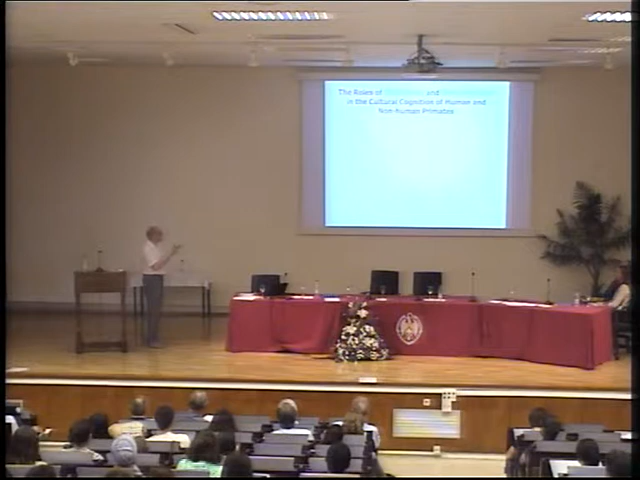 The Roles of and
in the Cultural Cognition of Human and
Non-human Primates